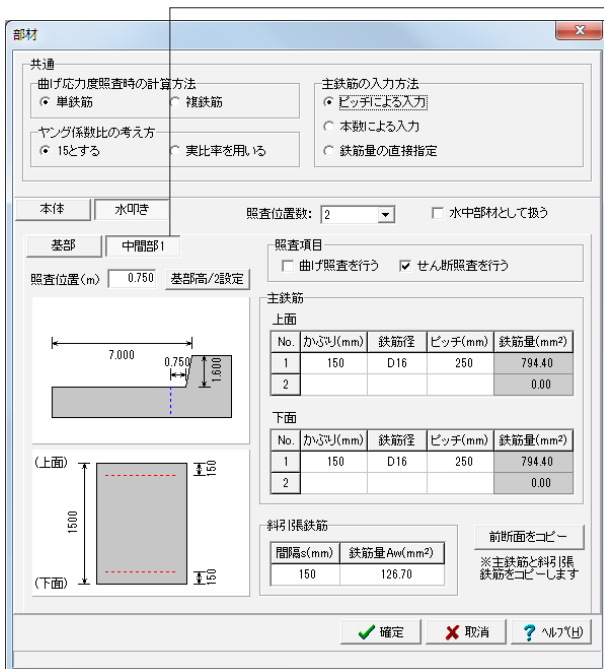 部材
共通
曲げ応力度照査時の計算方法
単鉄筋 複鉄筋
ヤング係数比の考え方
15とする 実比率を用いる
主鉄筋の入力方法
ピッチによる入力
本数による入力
鉄筋量の直接指定
本体 水叩き 照査位置数: 2 水中部材として扱う
基部 中間部1
照査位置(m) 0.750 基部高/2設定
照査項目
曲げ照査を行う せん断照査を行う
7.000 0.750 1.600
(上面) 150
1500
(下面) 150
主鉄筋
上面
No. かぶり(mm) 鉄筋径 ピッチ(mm) 鉄筋量(mm²)
1 150 D16 250 794.40
2 0.00
下面
No. かぶり(mm) 鉄筋径 ピッチ(mm) 鉄筋量(mm²)
1 150 D16 250 794.40
2 0.00
斜引張鉄筋
間隔s(mm) 鉄筋量Aw(mm²)
150 126.70
前断面をコピー
※主鉄筋と斜引張
鉄筋をコピーします
確定 取消 ヘルプ(H)